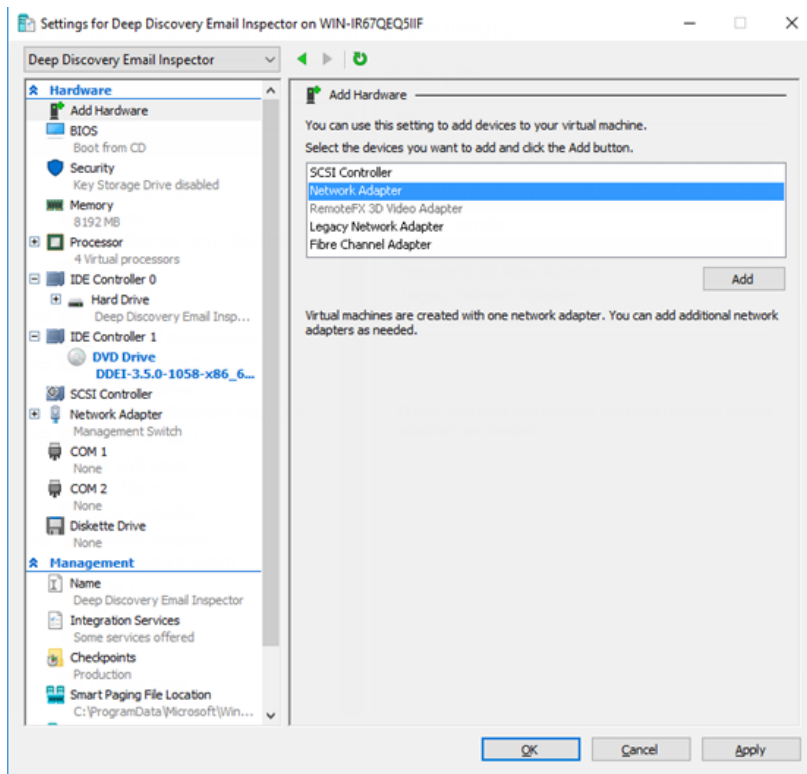 Settings for Deep Discovery Email Inspector on WIN-IR67QEQ5IIF
Deep Discovery Email Inspector
Hardware
Add Hardware
BIOS
Boot from CD
Security
Key Storage Drive disabled
Memory
8192 MB
Processor
4 Virtual processors
IDE Controller 0
Hard Drive
Deep Discovery Email Insp...
IDE Controller 1
DVD Drive
DDEI-3.5.0-1058-x86_6...
SCSI Controller
Network Adapter
Management Switch
COM 1
None
COM 2
None
Diskette Drive
None
Management
Name
Deep Discovery Email Inspector
Integration Services
Some services offered
Checkpoints
Production
Smart Paging File Location
C:\ProgramData\Microsoft\Win...
Add Hardware
You can use this setting to add devices to your virtual machine.
Select the devices you want to add and click the Add button.
SCSI Controller
Network Adapter
RemoteFX 3D Video Adapter
Legacy Network Adapter
Fibre Channel Adapter
Add
Virtual machines are created with one network adapter. You can add additional network
adapters as needed.
OK
Cancel
Apply